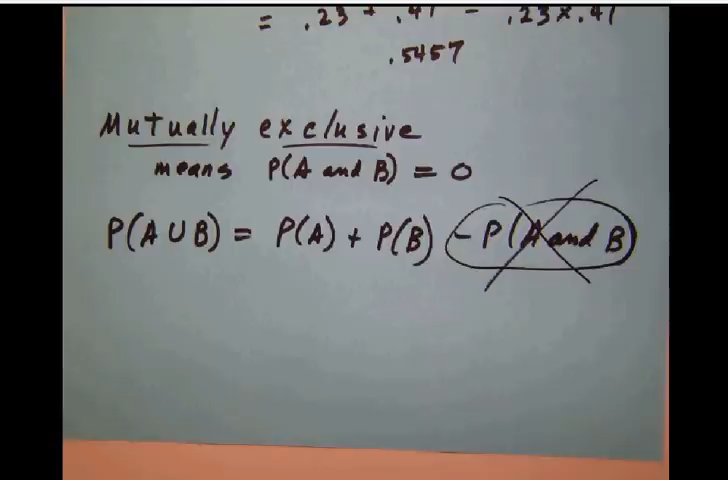 = .23 + .41 - .23 x .41
.5457
Mutually exclusive
means P(A and B) = 0
P(A ∪ B) = P(A) + P(B) - P(A and B)